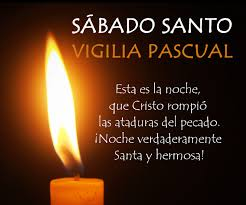 SÁBADO SANTO
VIGILIA PASCUAL
Esta es la noche,
que Cristo rompió
las ataduras del pecado.
¡Noche verdaderamente
Santa y hermosa!